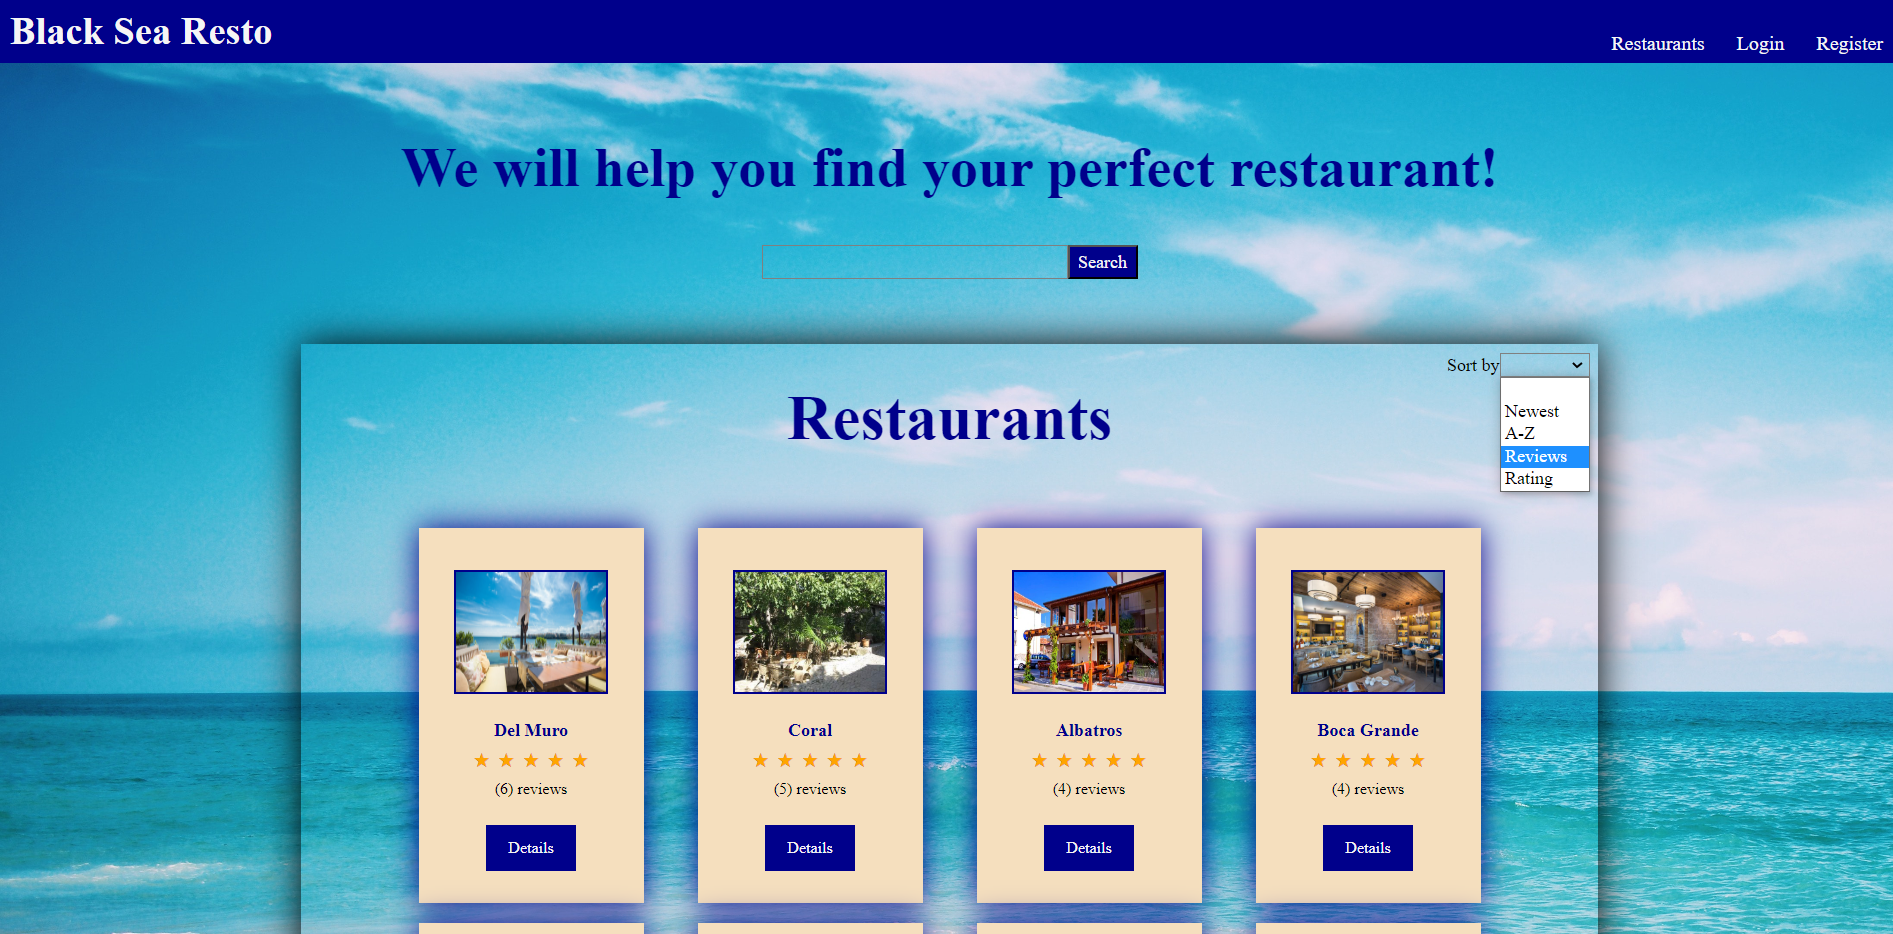 Black Sea Resto
Restaurants Login Register
We will help you find your perfect restaurant!
Search
Sort by
Newest
A-Z
Reviews
Rating
Restaurants
Del Muro Coral Albatros Boca Grande
★ ★ ★ ★ ★ ★ ★ ★ ★ ★ ★ ★ ★ ★ ★ ★ ★ ★ ★ ★
(6) reviews (5) reviews (4) reviews (4) reviews
Details Details Details Details